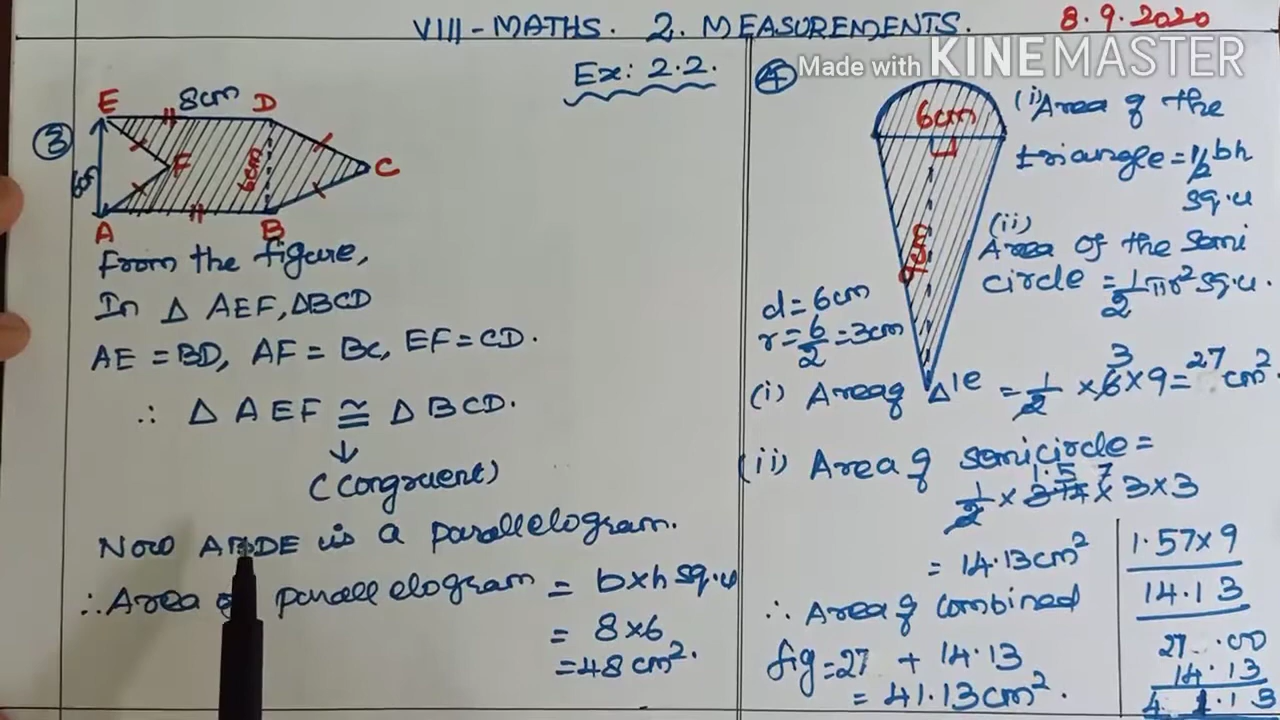 VIII - MATHS. 2. MEASUREMENTS.
8.9.2020
Made with KINEMASTER
Ex: 2.2.
3
E 8cm D
6cm F 6cm C
A B
From the figure,
In Δ AEF, ΔBCD
AE = BD, AF = BC, EF = CD.
∴ Δ AEF ≅ Δ BCD.
↓
(Congruent)
Now ABDE is a parallelogram.
∴ Area of parallelogram = b×h sq.u
= 8×6
= 48 cm².
4
6cm
9cm
(i) Area of the
triangle = 1/2 bh
sq.u
(ii)
Area of the Semi
circle = 1/2 πr² sq.u.
d = 6cm
r = 6/2 = 3cm
(i) Area of Δle = 1/2 × 6 3 × 9 = 27 cm².
(ii) Area of semicircle =
1/2 × 3.14 1.57 × 3×3
= 14.13 cm²
∴ Area of combined
fig = 27 + 14.13
= 41.13 cm².
1.57×9
14.13
27.00
14.13
41.13